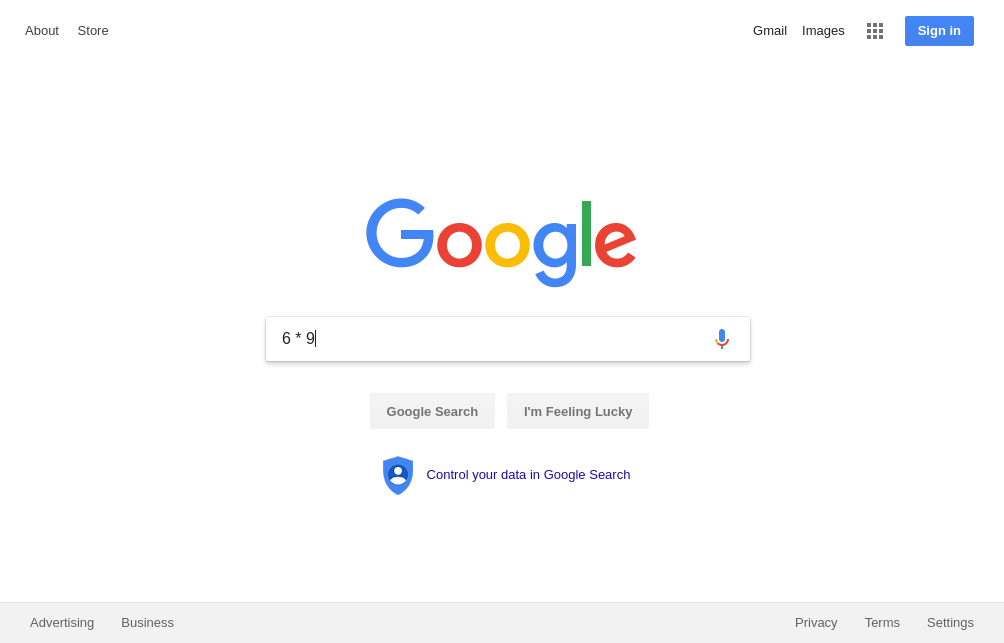 About Store Gmail Images Sign in
Google
6 * 9
Google Search I'm Feeling Lucky
Control your data in Google Search
Advertising Business Privacy Terms Settings